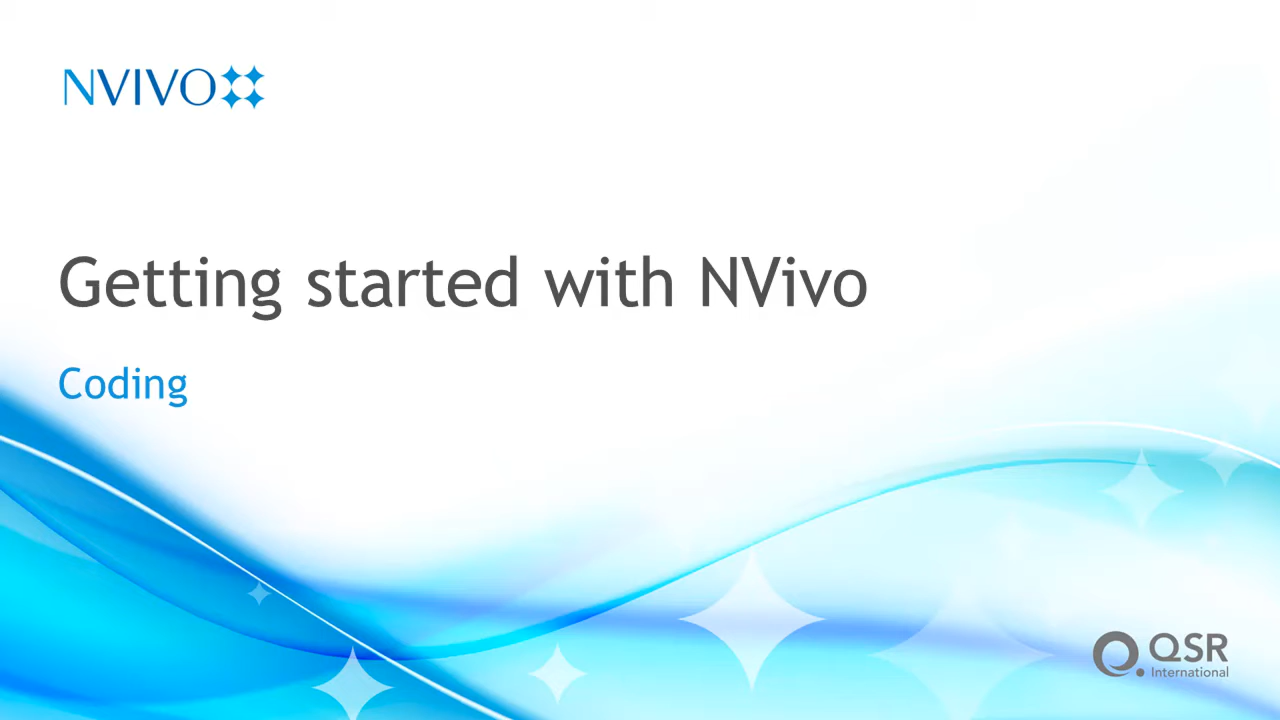 NVIVO
Getting started with NVivo
Coding
QSR
International